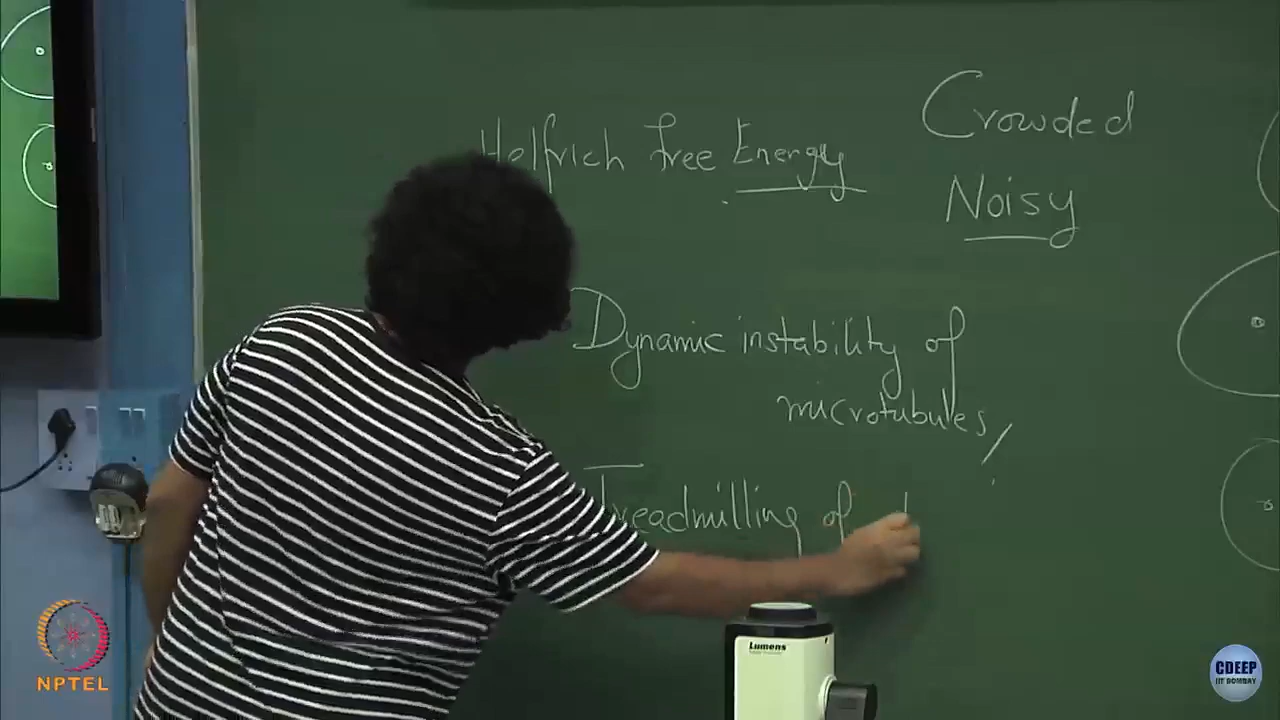 Helfrich free Energy
Crowded
Noisy
Dynamic instability of
microtubules,
Treadmilling of
Lumens
NPTEL
CDEEP
IIT BOMBAY